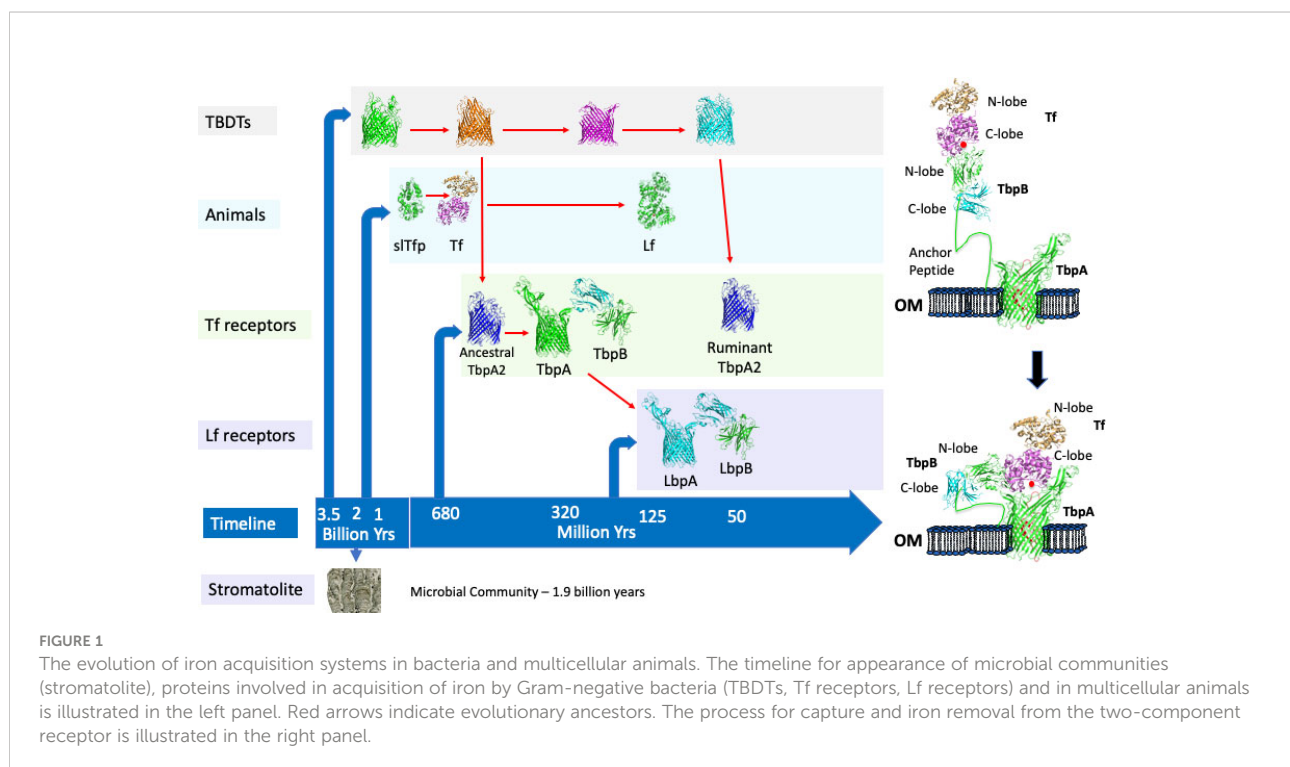 TBDTs
Animals
slTfp
Tf
Lf
Tf receptors
Ancestral
TbpA2
TbpA
TbpB
Ruminant
TbpA2
Lf receptors
LbpA
LbpB
Timeline
3.5 2 1
Billion Yrs
680
320
Million Yrs
125
50
Stromatolite
Microbial Community – 1.9 billion years
N-lobe
Tf
C-lobe
N-lobe
TbpB
C-lobe
Anchor
Peptide
TbpA
OM
N-lobe
Tf
N-lobe
C-lobe
TbpB
C-lobe
TbpA
OM
FIGURE 1
The evolution of iron acquisition systems in bacteria and multicellular animals. The timeline for appearance of microbial communities
(stromatolite), proteins involved in acquisition of iron by Gram-negative bacteria (TBDTs, Tf receptors, Lf receptors) and in multicellular animals
is illustrated in the left panel. Red arrows indicate evolutionary ancestors. The process for capture and iron removal from the two-component
receptor is illustrated in the right panel.